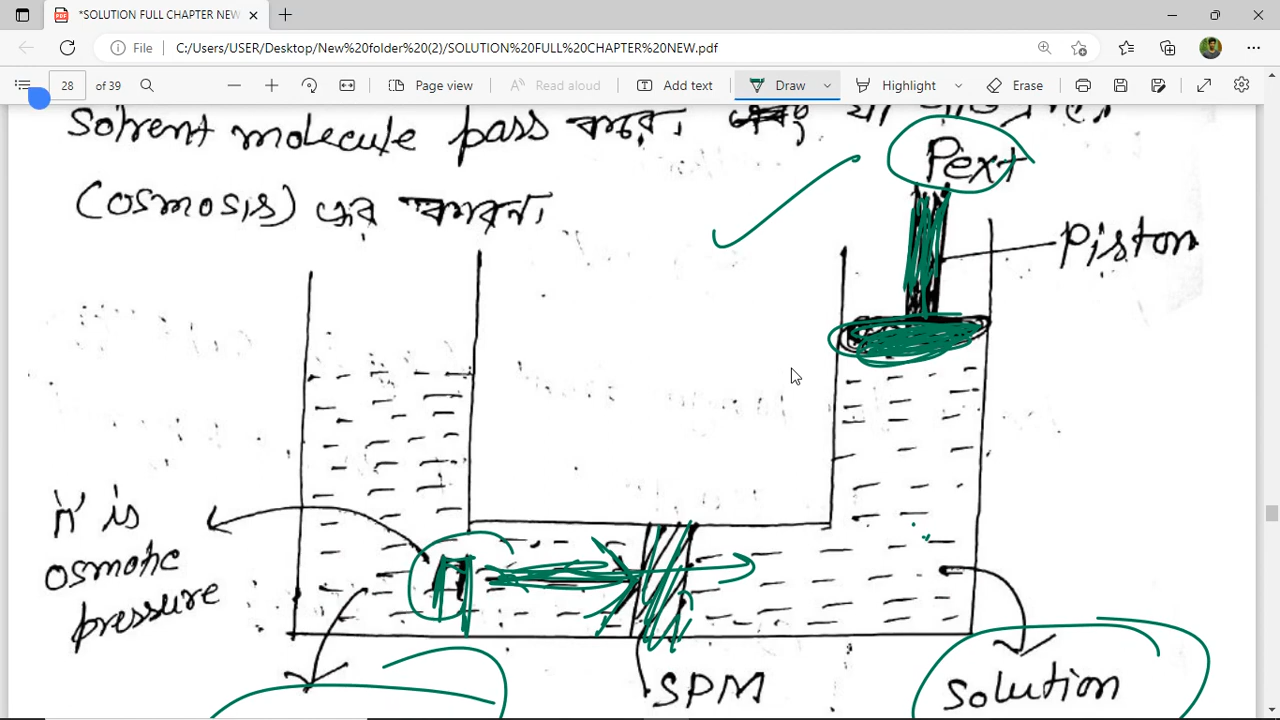 *SOLUTION FULL CHAPTER NEW
File C:/Users/USER/Desktop/New%20folder%20(2)/SOLUTION%20FULL%20CHAPTER%20NEW.pdf
28 of 39 Page view Read aloud Add text Draw Highlight Erase
Solvent molecule pass করে।
(osmosis) এর কারন।
Pext
Piston
π is
osmotic
pressure
SPM
Solution